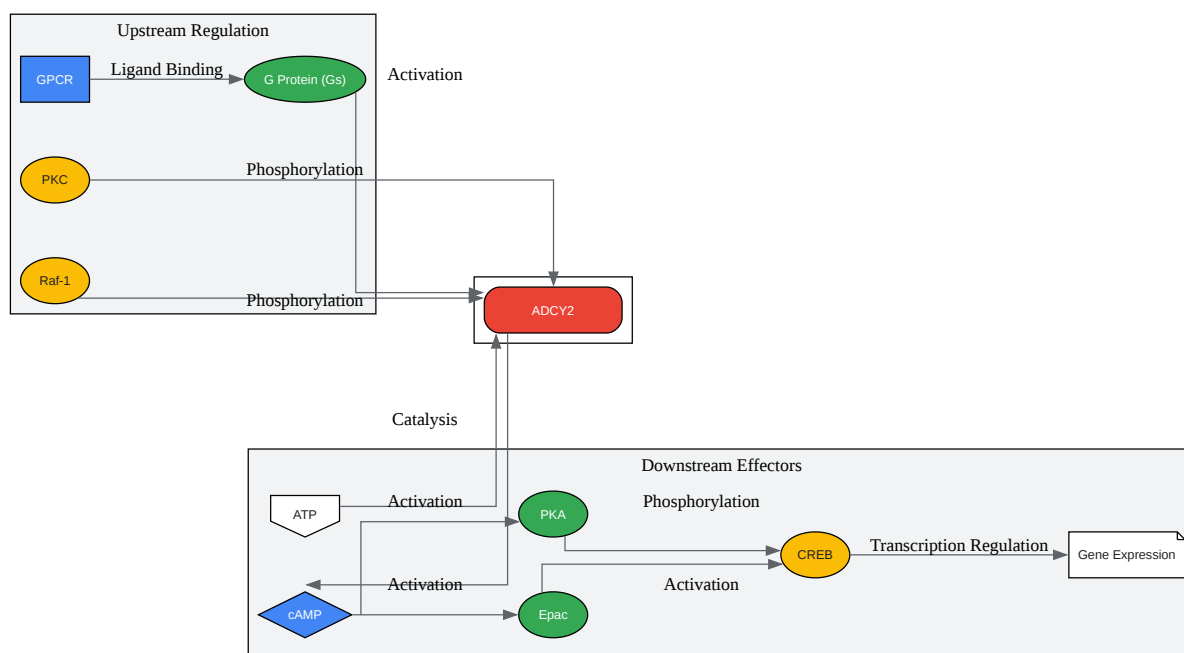 Upstream Regulation
GPCR
Ligand Binding
G Protein (Gs)
Activation
PKC
Phosphorylation
Raf-1
Phosphorylation
ADCY2
Catalysis
Downstream Effectors
ATP
Activation
PKA
Phosphorylation
CREB
Transcription Regulation
Gene Expression
cAMP
Activation
Epac
Activation